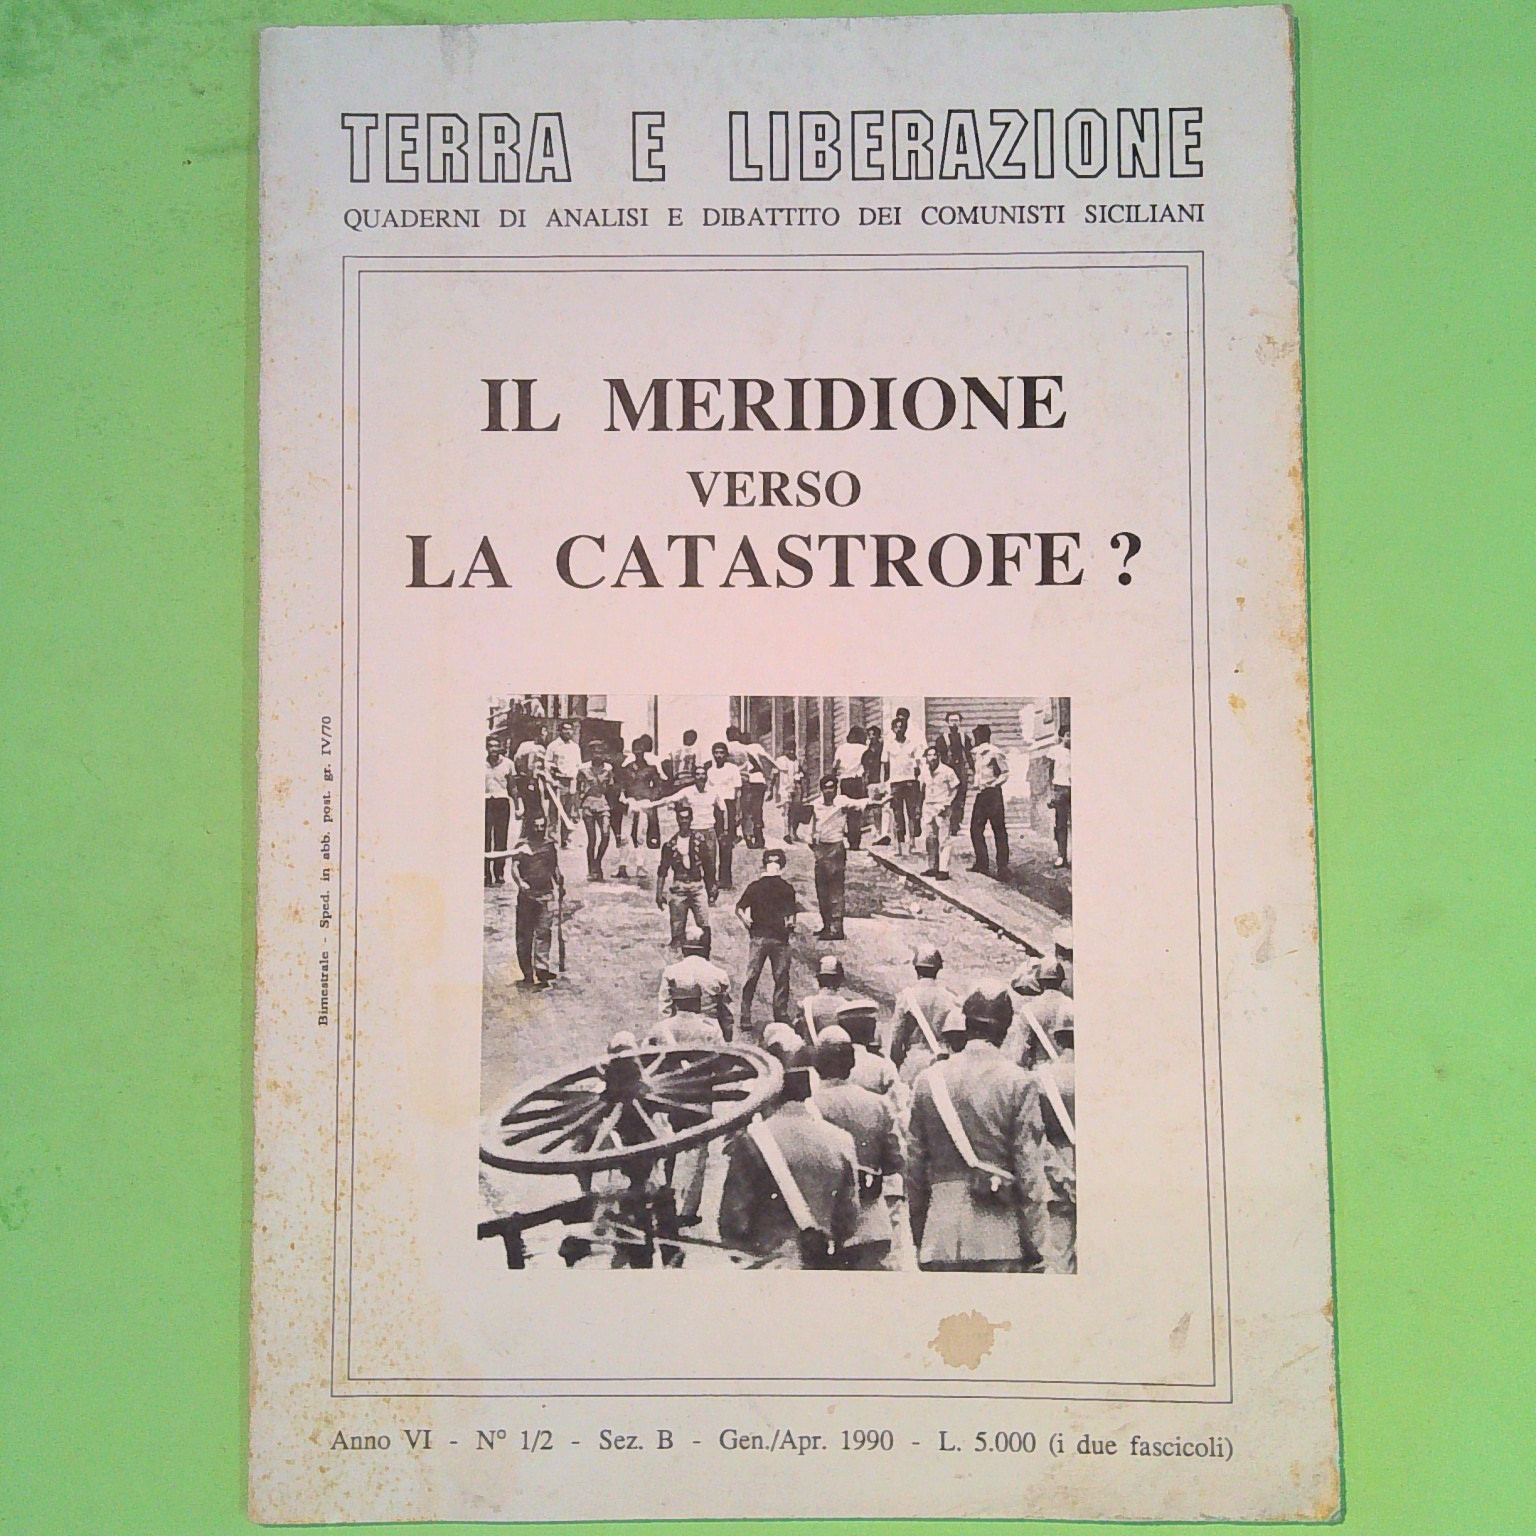 TERRA E LIBERAZIONE
QUADERNI DI ANALISI E DIBATTITO DEI COMUNISTI SICILIANI
IL MERIDIONE
VERSO
LA CATASTROFE ?
Bimestrale - Sped. in abb. post. gr. IV/70
Anno VI - N° 1/2 - Sez. B - Gen./Apr. 1990 - L. 5.000 (i due fascicoli)